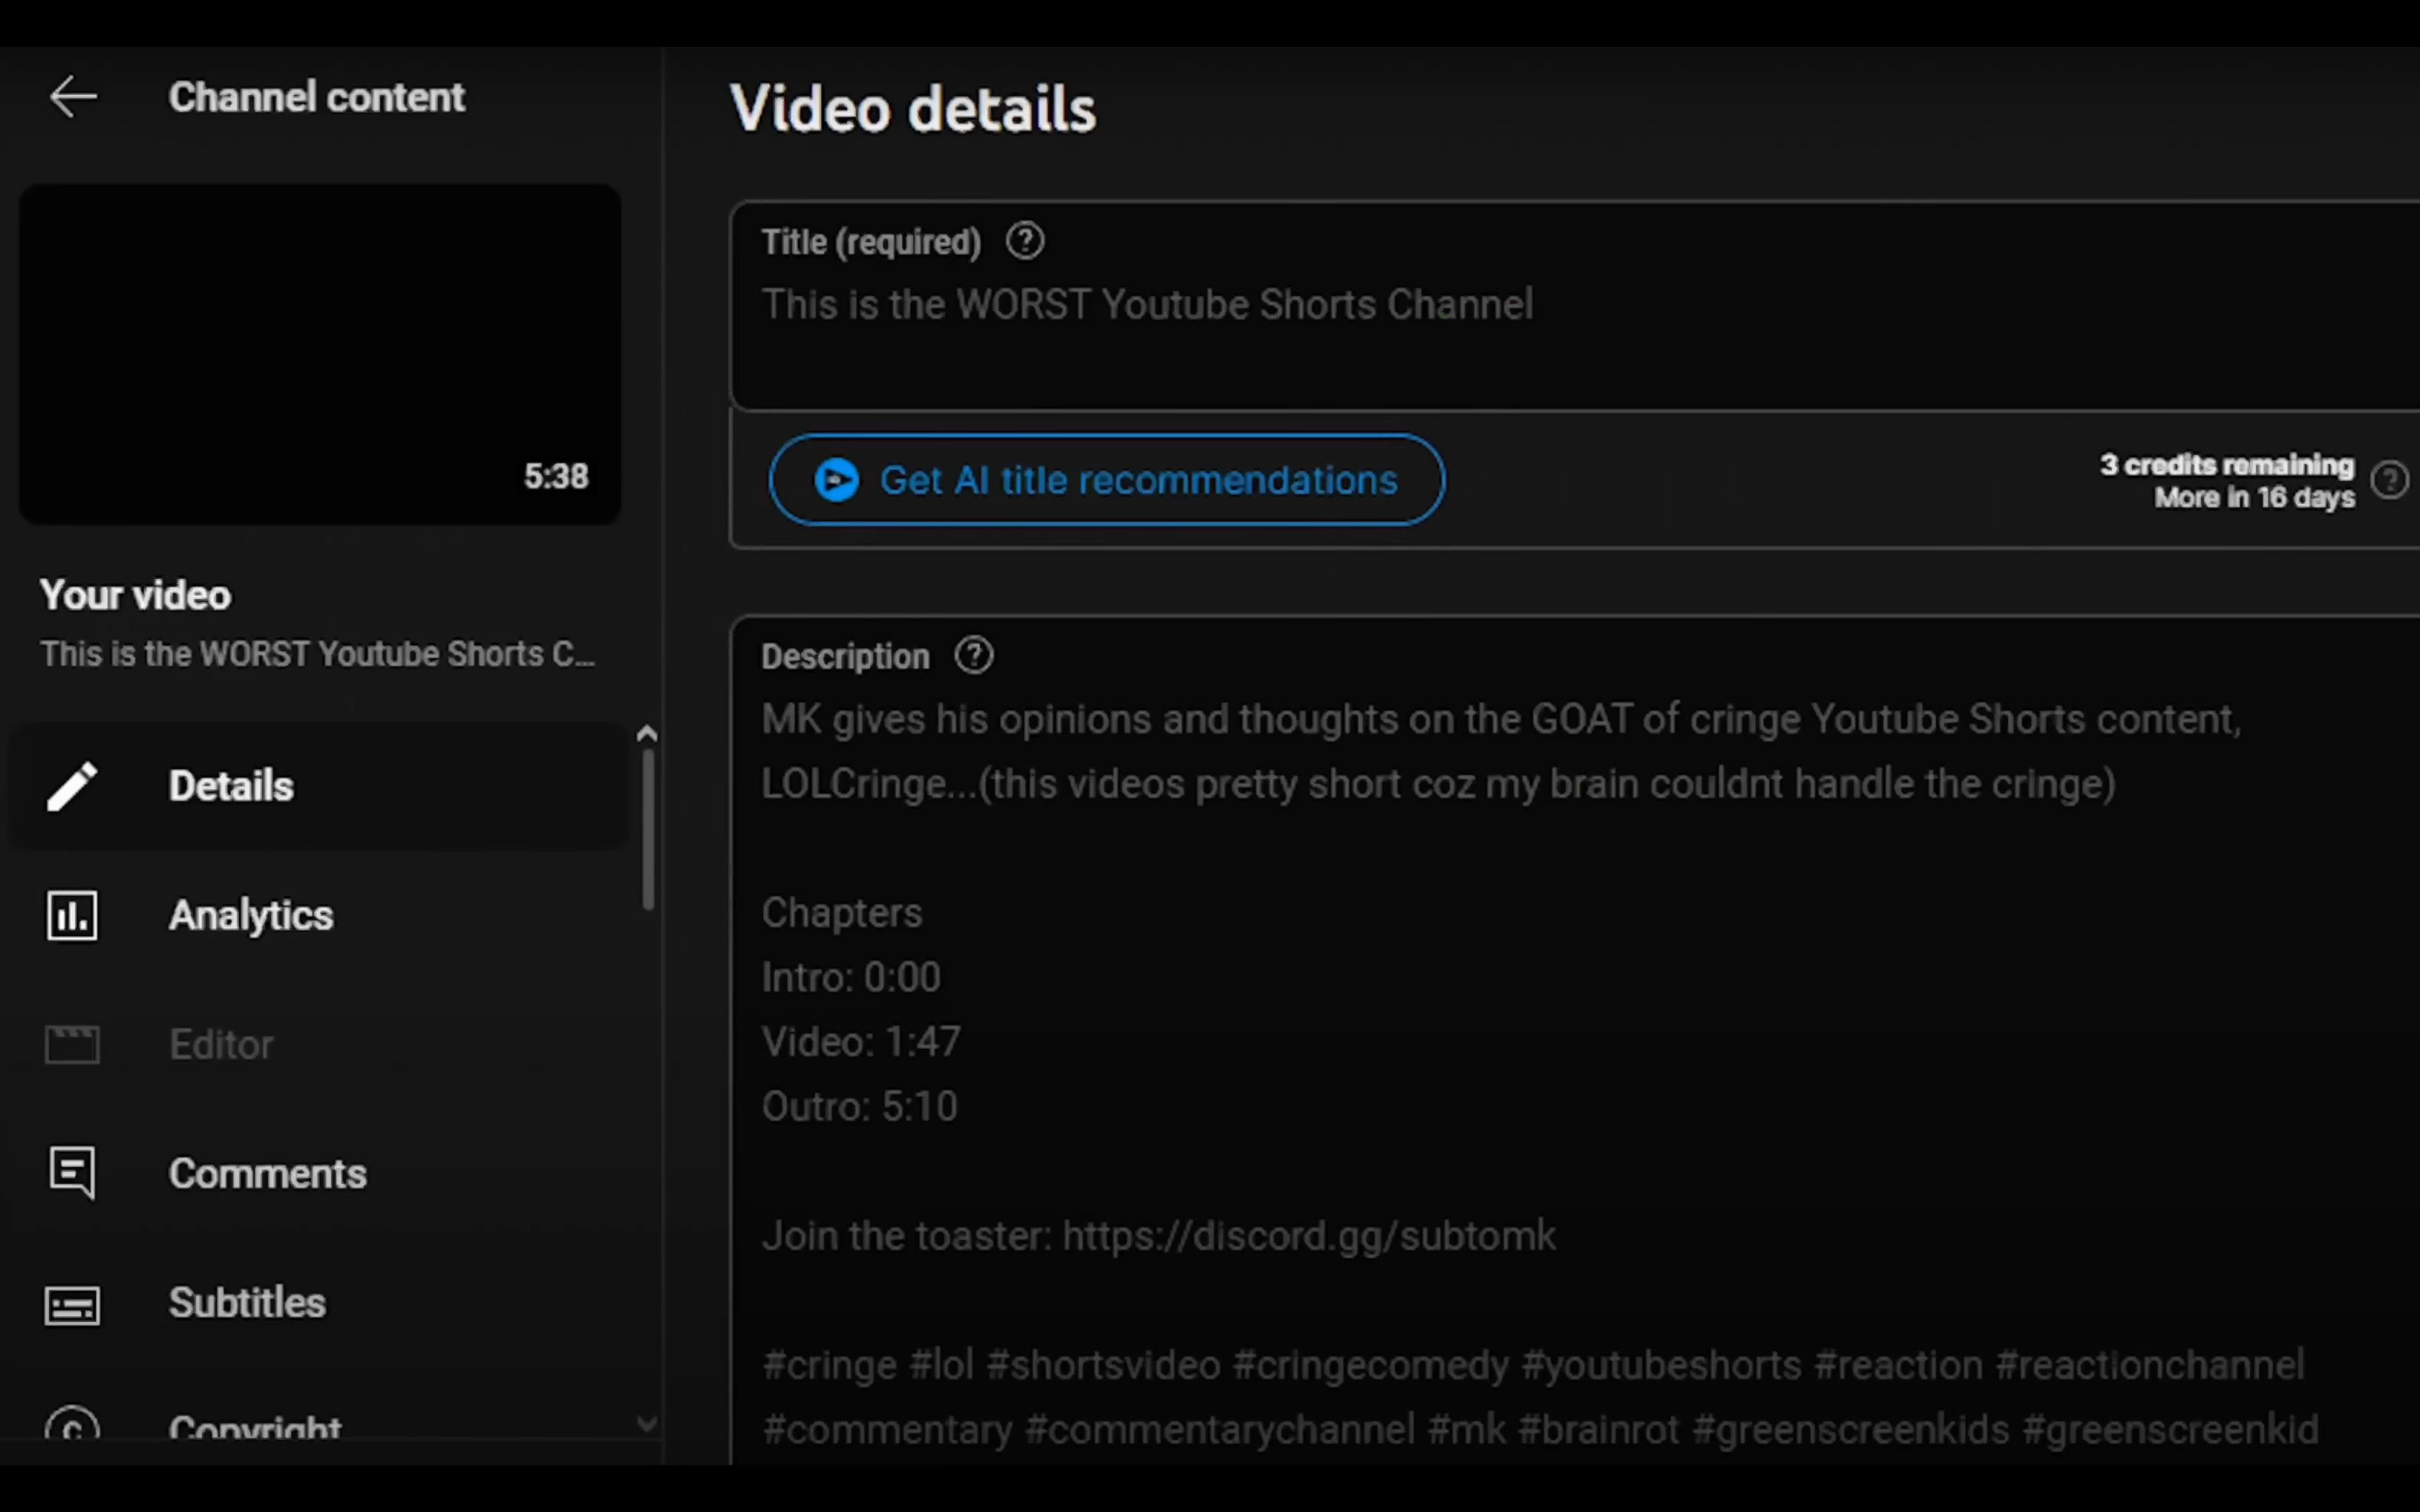 Channel content
5:38
Your video
This is the WORST Youtube Shorts C...
Details
Analytics
Editor
Comments
Subtitles
Copyright
Video details
Title (required)
This is the WORST Youtube Shorts Channel
Get AI title recommendations
3 credits remaining
More in 16 days
Description
MK gives his opinions and thoughts on the GOAT of cringe Youtube Shorts content,
LOLCringe...(this videos pretty short coz my brain couldnt handle the cringe)
Chapters
Intro: 0:00
Video: 1:47
Outro: 5:10
Join the toaster: https://discord.gg/subtomk
#cringe #lol #shortsvideo #cringecomedy #youtubeshorts #reaction #reactionchannel
#commentary #commentarychannel #mk #brainrot #greenscreenkids #greenscreenkid